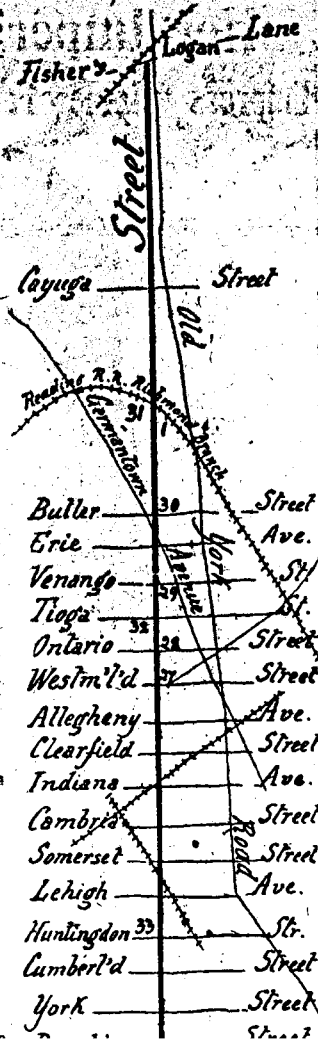 Logan Lane
Fisher's
Street
Cayuga Street
Old
Reading R.R. Richmond Branch
31 1
Germantown
Butler 30 Street
Erie Ave.
York
Avenue
Venango 29 St.
Tioga St.
32
Ontario 28 Street
Westm'l'd 27 Street
Allegheny Ave.
Clearfield Street
Indiana Ave.
Cambria Street
Road
Somerset Street
Lehigh Ave.
Huntingdon 33 Str.
Cumberl'd Street
York Street
Street